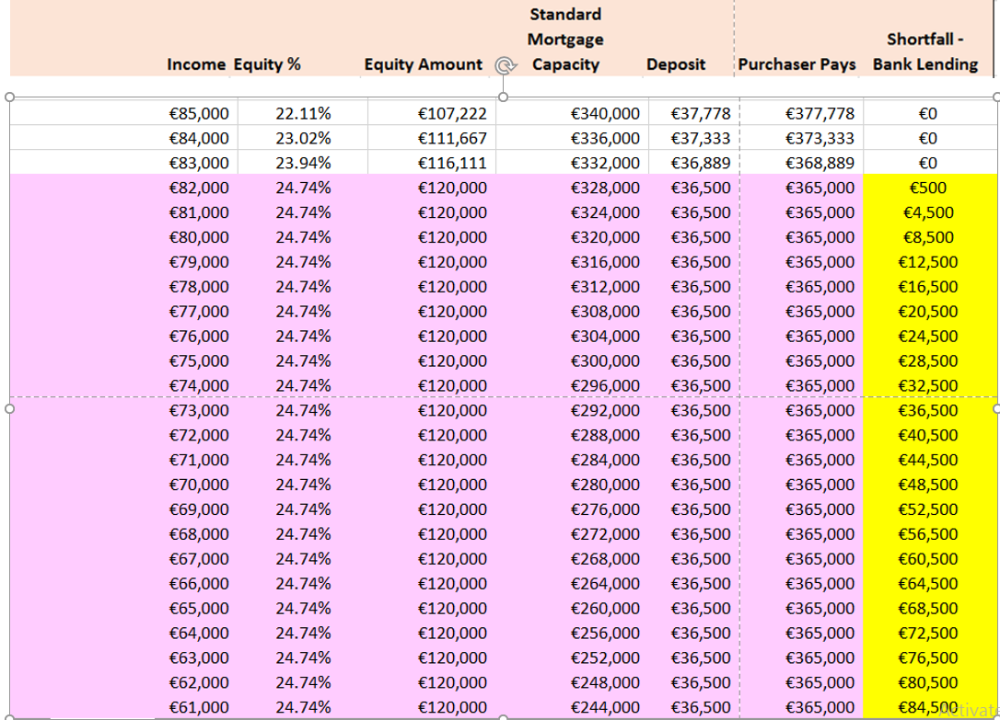 Standard
Mortgage Shortfall -
Income Equity % Equity Amount Capacity Deposit Purchaser Pays Bank Lending
€85,000 22.11% €107,222 €340,000 €37,778 €377,778 €0
€84,000 23.02% €111,667 €336,000 €37,333 €373,333 €0
€83,000 23.94% €116,111 €332,000 €36,889 €368,889 €0
€82,000 24.74% €120,000 €328,000 €36,500 €365,000 €500
€81,000 24.74% €120,000 €324,000 €36,500 €365,000 €4,500
€80,000 24.74% €120,000 €320,000 €36,500 €365,000 €8,500
€79,000 24.74% €120,000 €316,000 €36,500 €365,000 €12,500
€78,000 24.74% €120,000 €312,000 €36,500 €365,000 €16,500
€77,000 24.74% €120,000 €308,000 €36,500 €365,000 €20,500
€76,000 24.74% €120,000 €304,000 €36,500 €365,000 €24,500
€75,000 24.74% €120,000 €300,000 €36,500 €365,000 €28,500
€74,000 24.74% €120,000 €296,000 €36,500 €365,000 €32,500
€73,000 24.74% €120,000 €292,000 €36,500 €365,000 €36,500
€72,000 24.74% €120,000 €288,000 €36,500 €365,000 €40,500
€71,000 24.74% €120,000 €284,000 €36,500 €365,000 €44,500
€70,000 24.74% €120,000 €280,000 €36,500 €365,000 €48,500
€69,000 24.74% €120,000 €276,000 €36,500 €365,000 €52,500
€68,000 24.74% €120,000 €272,000 €36,500 €365,000 €56,500
€67,000 24.74% €120,000 €268,000 €36,500 €365,000 €60,500
€66,000 24.74% €120,000 €264,000 €36,500 €365,000 €64,500
€65,000 24.74% €120,000 €260,000 €36,500 €365,000 €68,500
€64,000 24.74% €120,000 €256,000 €36,500 €365,000 €72,500
€63,000 24.74% €120,000 €252,000 €36,500 €365,000 €76,500
€62,000 24.74% €120,000 €248,000 €36,500 €365,000 €80,500
€61,000 24.74% €120,000 €244,000 €36,500 €365,000 €84,500
Activate